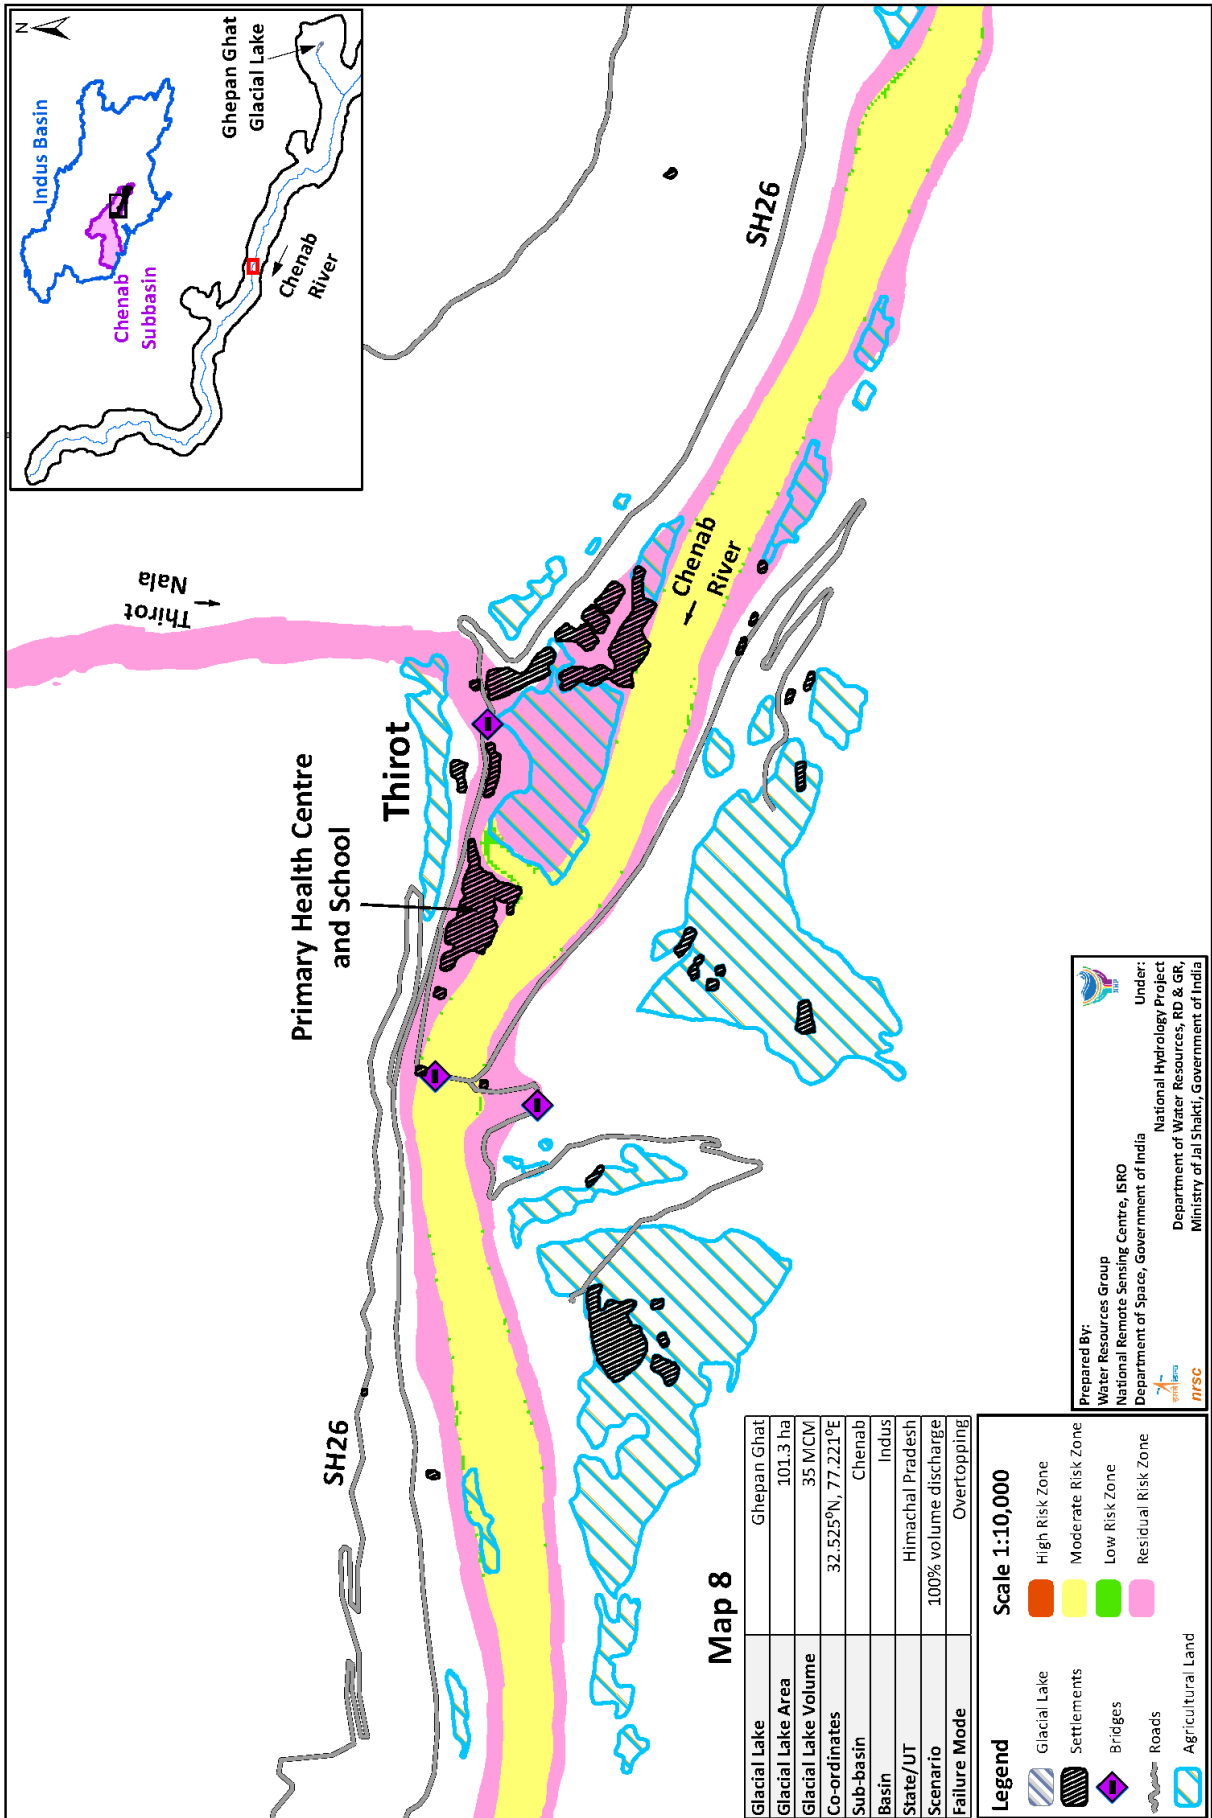 N
Indus Basin
Chenab
Subbasin
Ghepan Ghat
Glacial Lake
Chenab
River
SH26
Thirot
Nala
Chenab
River
Thirot
Primary Health Centre
and School
SH26
Map 8
Glacial Lake Ghepan Ghat
Glacial Lake Area 101.3 ha
Glacial Lake Volume 35 MCM
Co-ordinates 32.525⁰N, 77.221⁰E
Sub-basin Chenab
Basin Indus
State/UT Himachal Pradesh
Scenario 100% volume discharge
Failure Mode Overtopping
Legend
Glacial Lake
Settlements
Bridges
Roads
Agricultural Land
Scale 1:10,000
High Risk Zone
Moderate Risk Zone
Low Risk Zone
Residual Risk Zone
Prepared By:
Water Resources Group
National Remote Sensing Centre, ISRO
Department of Space, Government of India
nrsc
NHP
Under:
National Hydrology Project
Department of Water Resources, RD & GR,
Ministry of Jal Shakti, Government of India